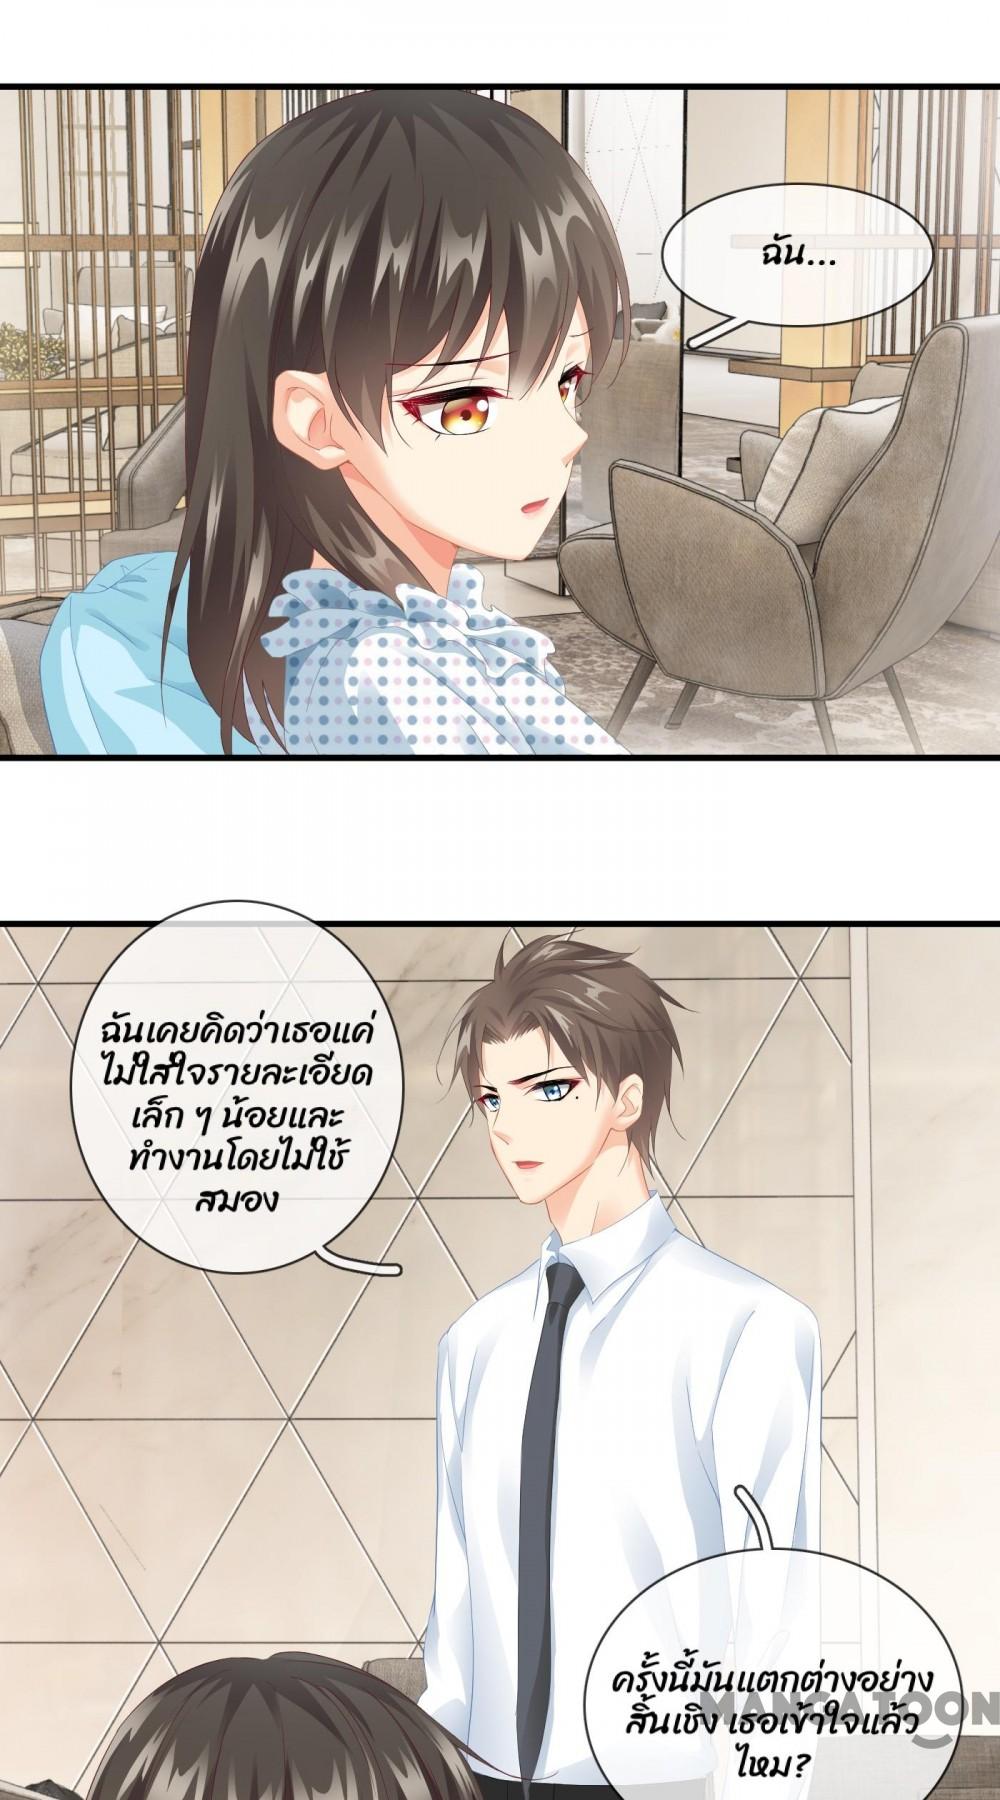 ฉัน...
ฉันเคยคิดว่าเธอแค่
ไม่ใส่ใจรายละเอียด
เล็ก ๆ น้อยและ
ทำงานโดยไม่ใช้
สมอง
ครั้งนี้มันแตกต่างอย่าง
สิ้นเชิง เธอเข้าใจแล้ว
ไหม?
MANGATOON